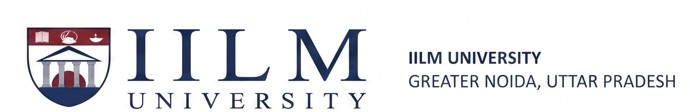 IILM
UNIVERSITY
IILM UNIVERSITY
GREATER NOIDA, UTTAR PRADESH